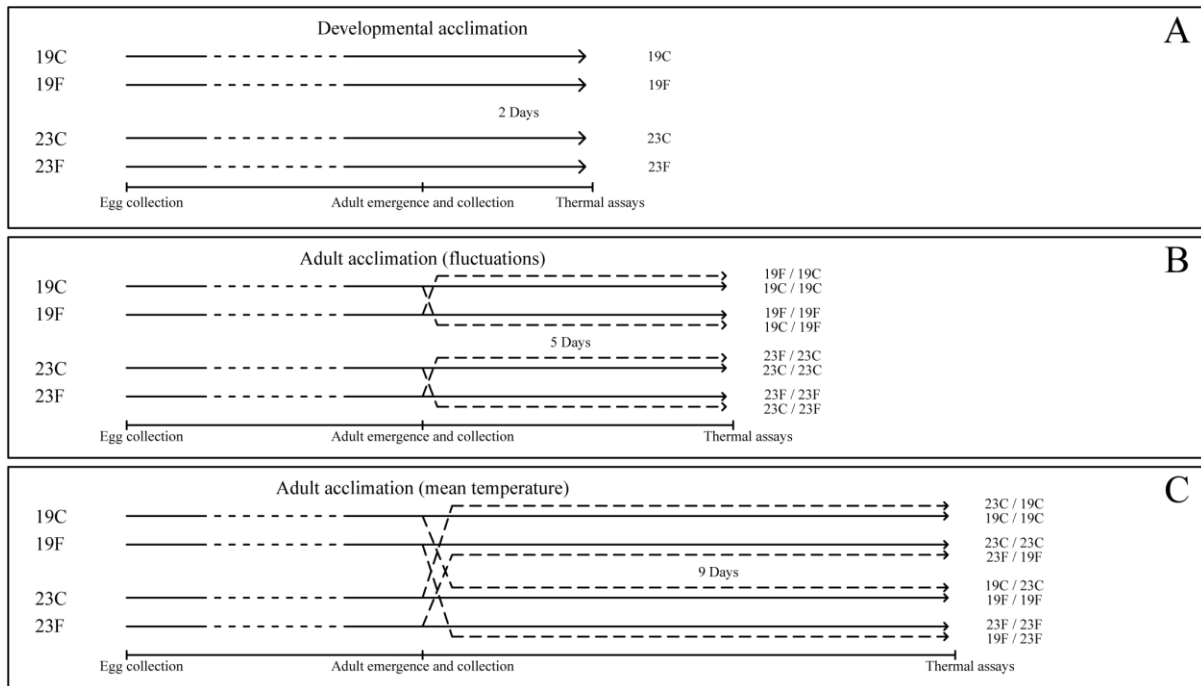 A
Developmental acclimation
19C
19C
19F
19F
2 Days
23C
23C
23F
23F
Egg collection
Adult emergence and collection
Thermal assays
B
Adult acclimation (fluctuations)
19F / 19C
19C
19C / 19C
19F
19F / 19F
19C / 19F
5 Days
23F / 23C
23C
23C / 23C
23F
23F / 23F
23C / 23F
Egg collection
Adult emergence and collection
Thermal assays
C
Adult acclimation (mean temperature)
23C / 19C
19C
19C / 19C
19F
23C / 23C
23F / 19F
9 Days
19C / 23C
23C
19F / 19F
23F
23F / 23F
19F / 23F
Egg collection
Adult emergence and collection
Thermal assays